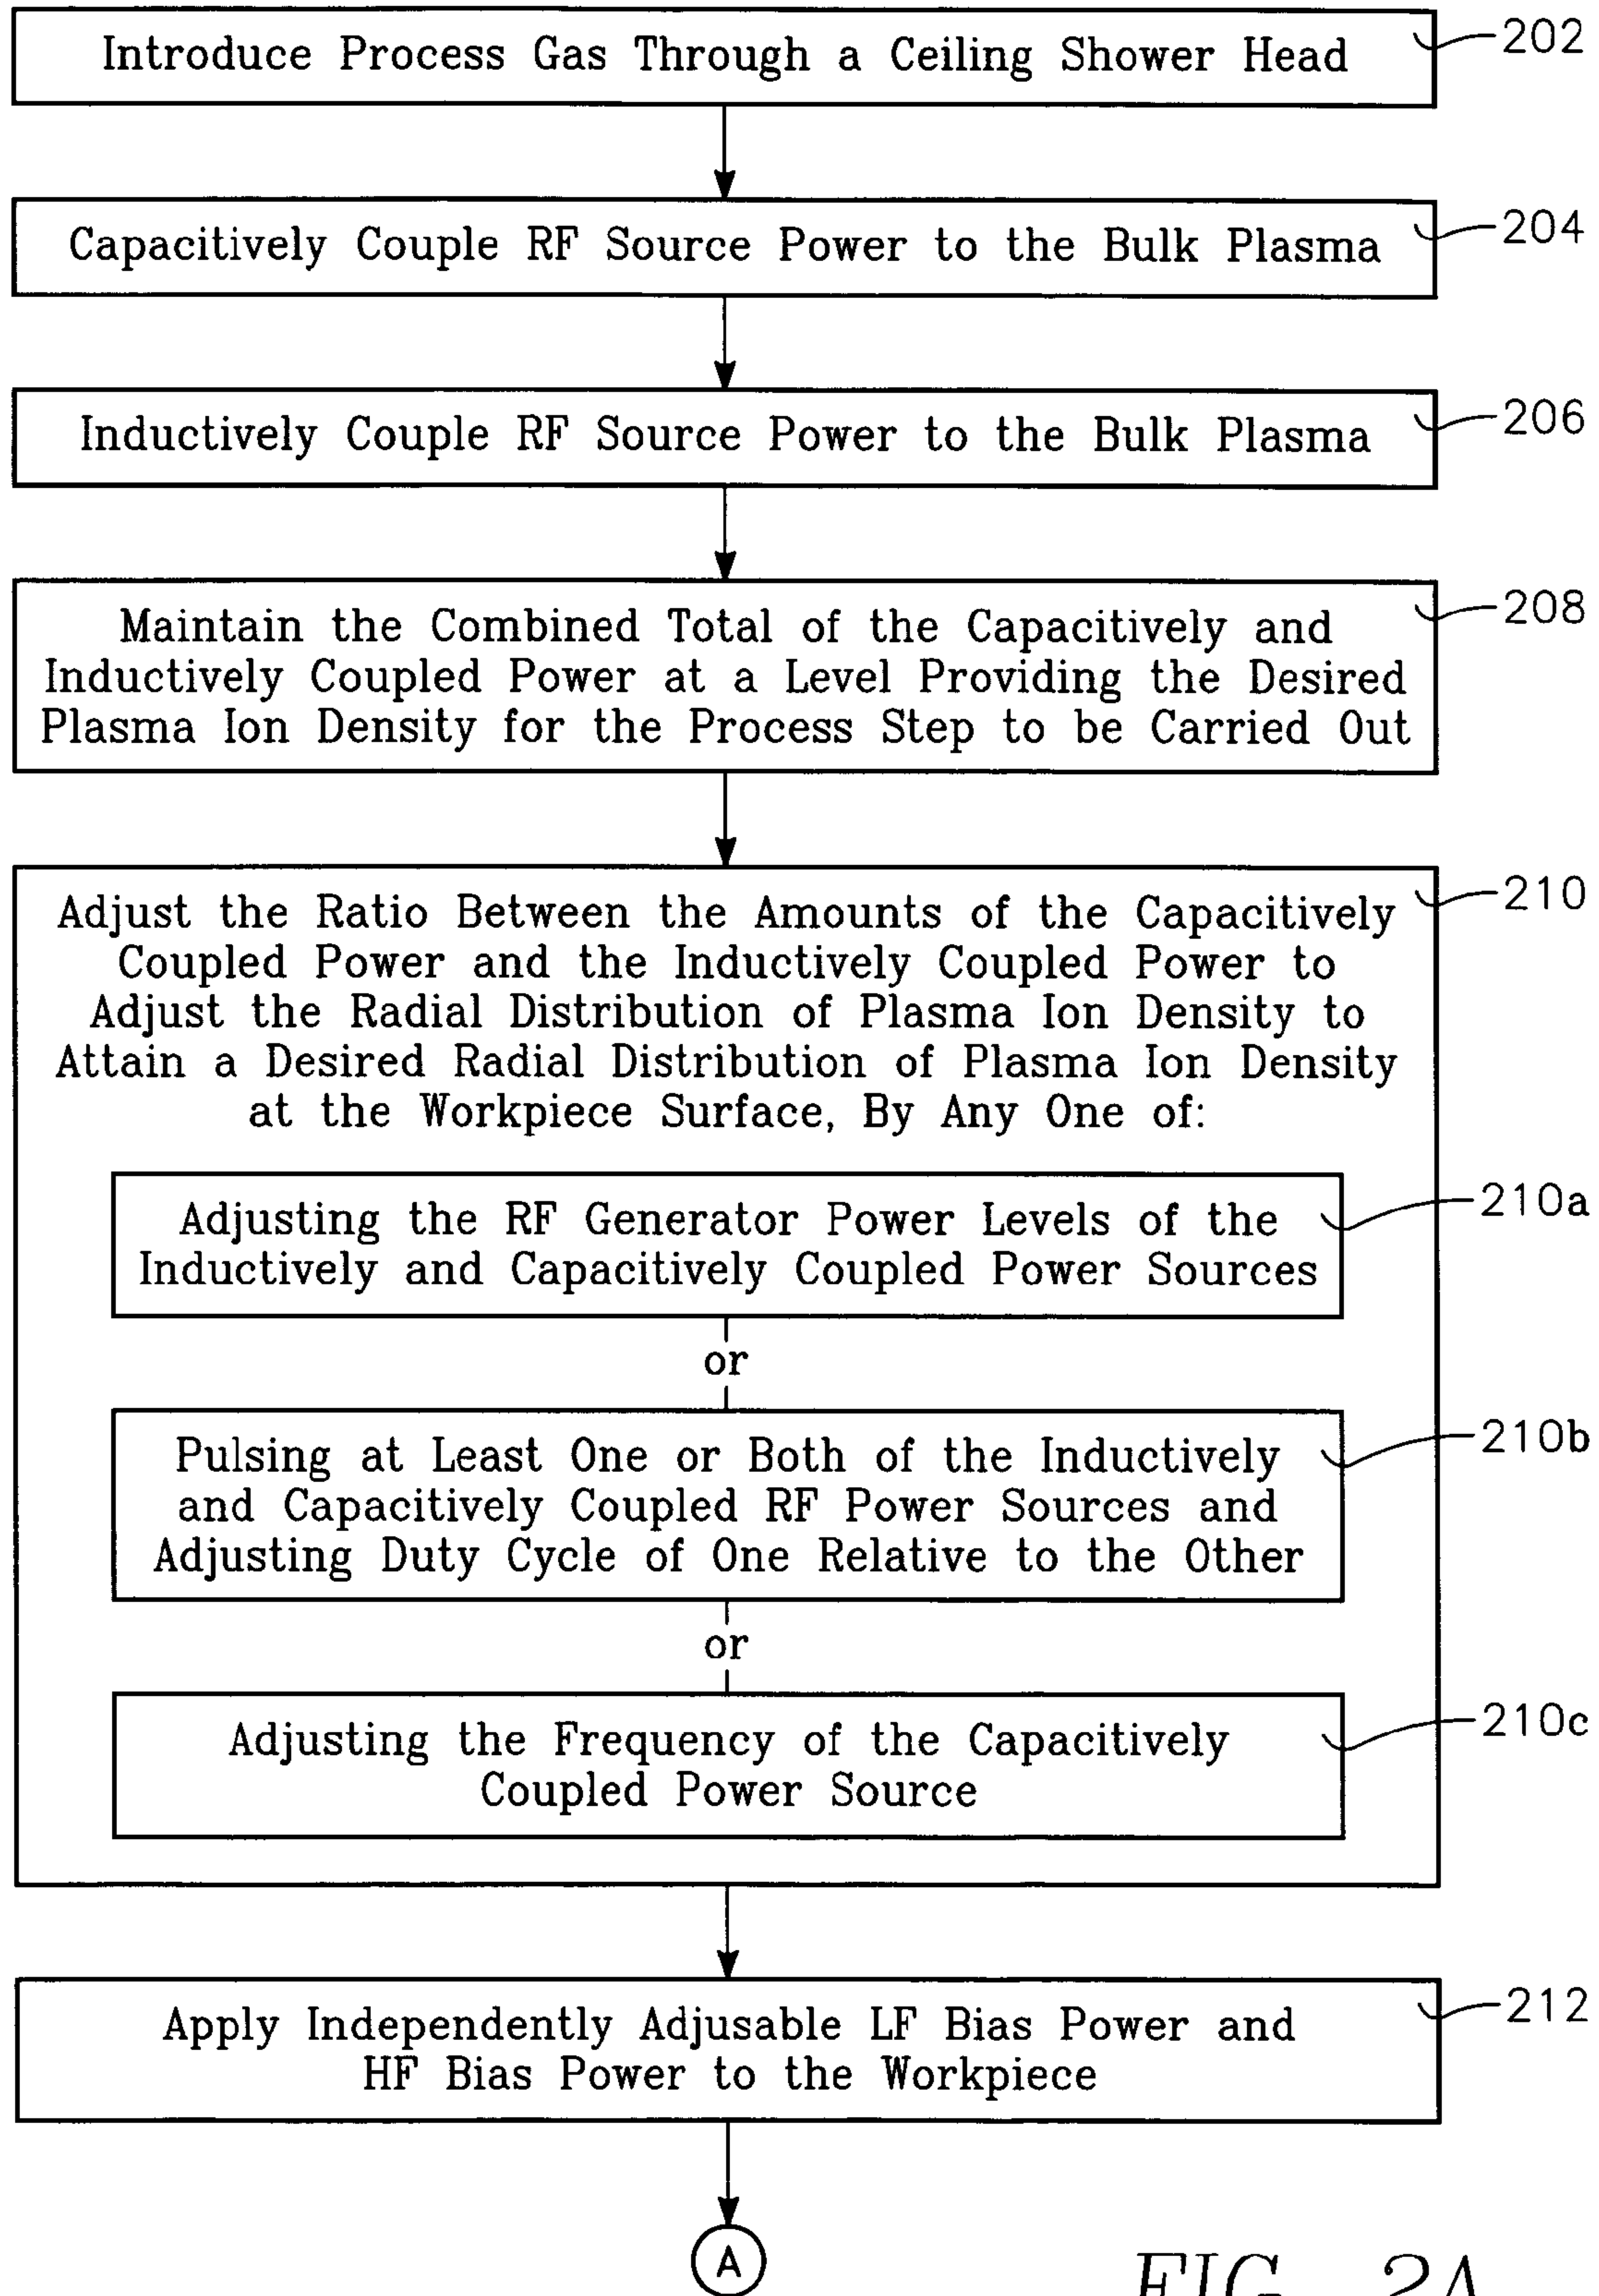 Introduce Process Gas Through a Ceiling Shower Head
202
Capacitively Couple RF Source Power to the Bulk Plasma
204
Inductively Couple RF Source Power to the Bulk Plasma
206
Maintain the Combined Total of the Capacitively and
Inductively Coupled Power at a Level Providing the Desired
Plasma Ion Density for the Process Step to be Carried Out
208
Adjust the Ratio Between the Amounts of the Capacitively
Coupled Power and the Inductively Coupled Power to
Adjust the Radial Distribution of Plasma Ion Density to
Attain a Desired Radial Distribution of Plasma Ion Density
at the Workpiece Surface, By Any One of:
210
Adjusting the RF Generator Power Levels of the
Inductively and Capacitively Coupled Power Sources
210a
or
Pulsing at Least One or Both of the Inductively
and Capacitively Coupled RF Power Sources and
Adjusting Duty Cycle of One Relative to the Other
210b
or
Adjusting the Frequency of the Capacitively
Coupled Power Source
210c
Apply Independently Adjusable LF Bias Power and
HF Bias Power to the Workpiece
212
A
FIG. 2A